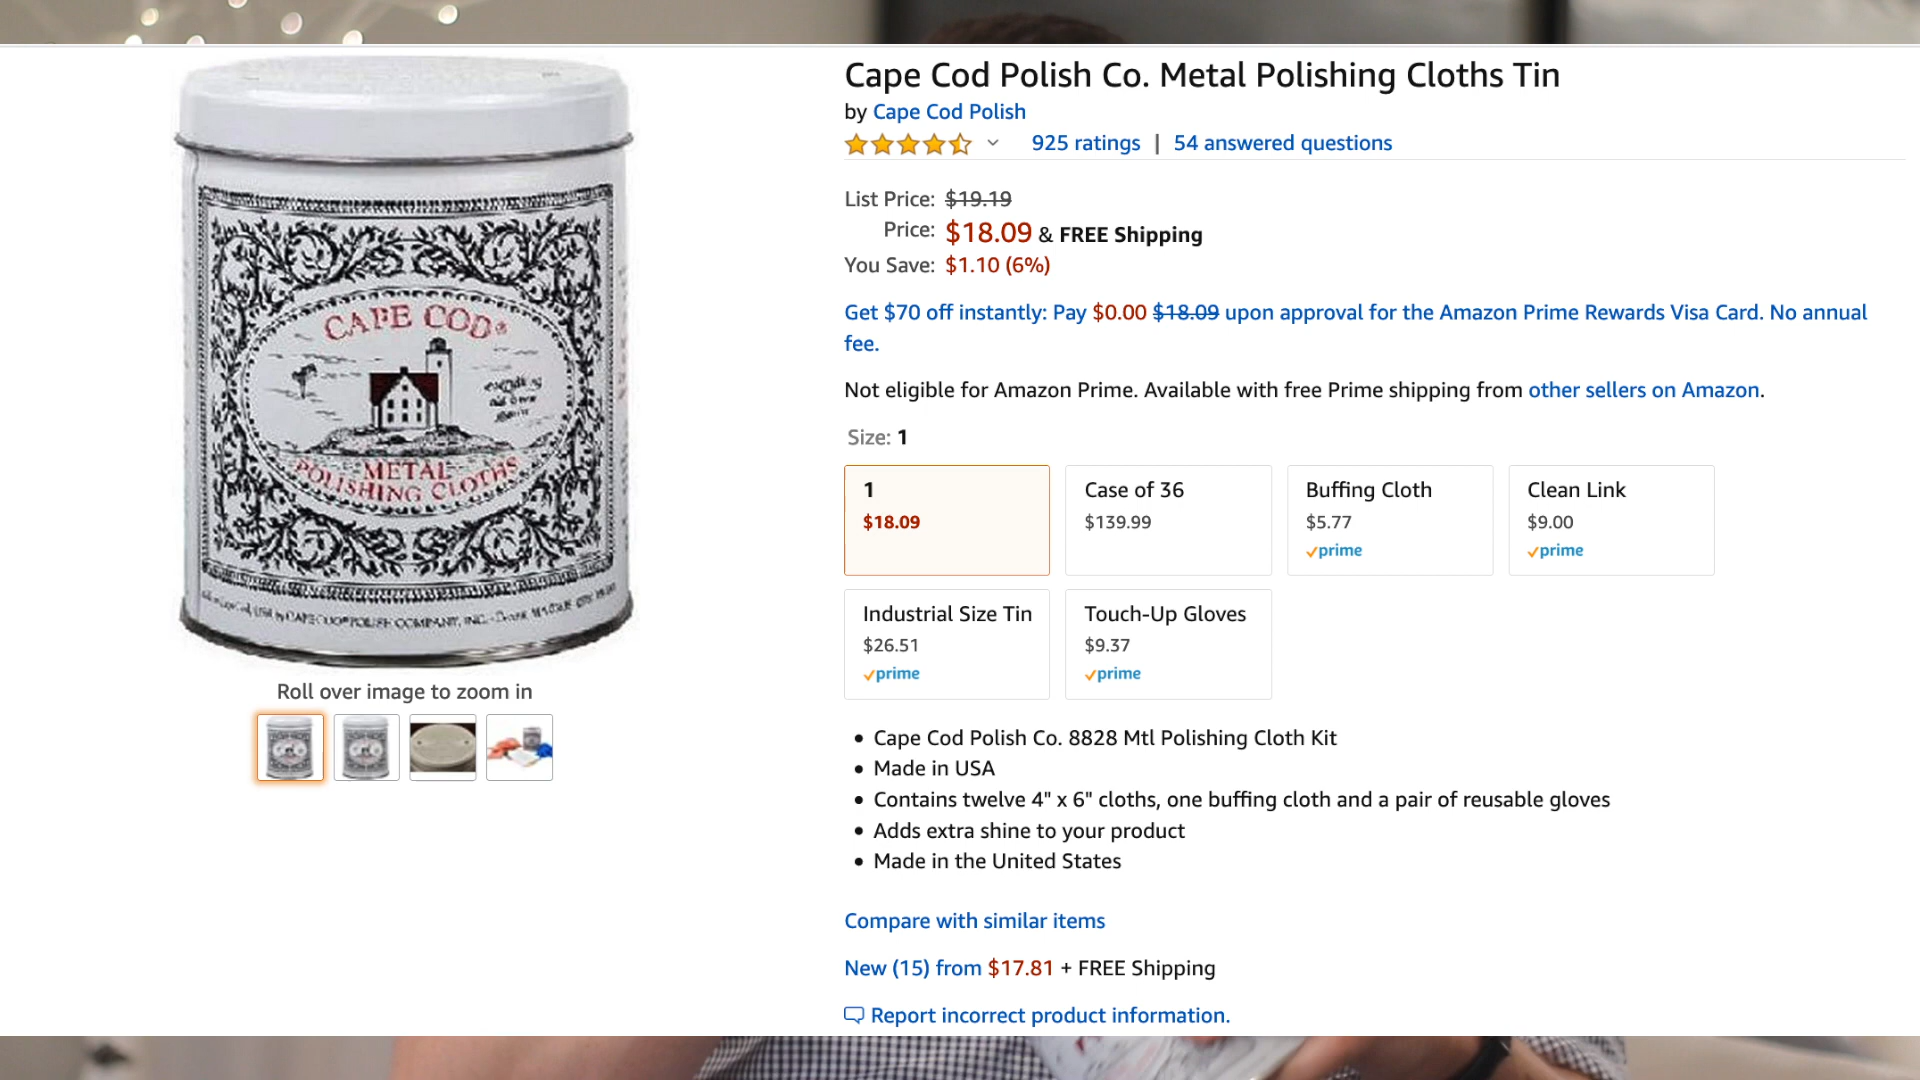 CAPE COD®
everything
old is new
again
METAL
POLISHING CLOTHS
Roll over image to zoom in
Cape Cod Polish Co. Metal Polishing Cloths Tin
by Cape Cod Polish
925 ratings | 54 answered questions
List Price: $19.19
Price: $18.09 & FREE Shipping
You Save: $1.10 (6%)
Get $70 off instantly: Pay $0.00 $18.09 upon approval for the Amazon Prime Rewards Visa Card. No annual
fee.
Not eligible for Amazon Prime. Available with free Prime shipping from other sellers on Amazon.
Size: 1
1 Case of 36 Buffing Cloth Clean Link
$18.09 $139.99 $5.77 $9.00
prime prime
Industrial Size Tin Touch-Up Gloves
$26.51 $9.37
prime prime
• Cape Cod Polish Co. 8828 Mtl Polishing Cloth Kit
• Made in USA
• Contains twelve 4" x 6" cloths, one buffing cloth and a pair of reusable gloves
• Adds extra shine to your product
• Made in the United States
Compare with similar items
New (15) from $17.81 + FREE Shipping
Report incorrect product information.